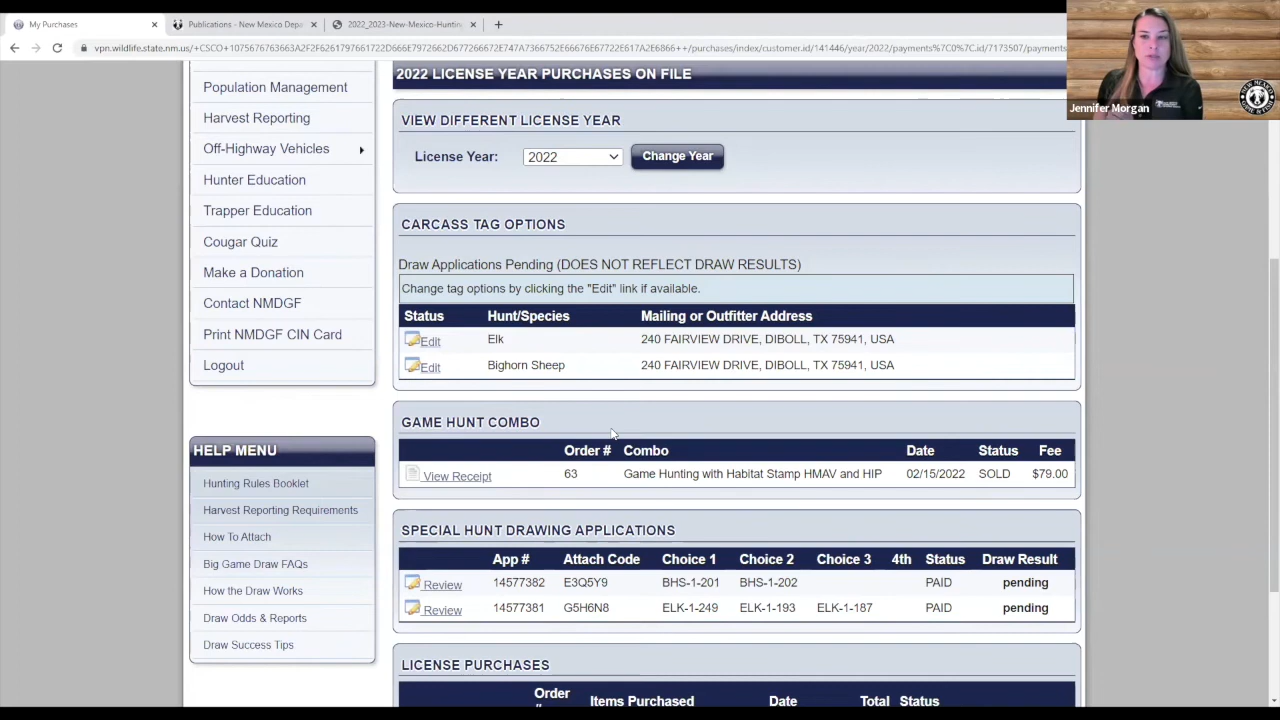 My Purchases
Publications - New Mexico Depa
2022_2023-New-Mexico-Huntin
Population Management
Harvest Reporting
Off-Highway Vehicles
Hunter Education
Trapper Education
Cougar Quiz
Make a Donation
Contact NMDGF
Print NMDGF CIN Card
Logout
HELP MENU
Hunting Rules Booklet
Harvest Reporting Requirements
How To Attach
Big Game Draw FAQs
How the Draw Works
Draw Odds & Reports
Draw Success Tips
2022 LICENSE YEAR PURCHASES ON FILE
VIEW DIFFERENT LICENSE YEAR
License Year: 2022 Change Year
CARCASS TAG OPTIONS
Draw Applications Pending (DOES NOT REFLECT DRAW RESULTS)
Change tag options by clicking the "Edit" link if available.
Status Hunt/Species Mailing or Outfitter Address
Edit Elk 240 FAIRVIEW DRIVE, DIBOLL, TX 75941, USA
Edit Bighorn Sheep 240 FAIRVIEW DRIVE, DIBOLL, TX 75941, USA
GAME HUNT COMBO
Order # Combo Date Status Fee
View Receipt 63 Game Hunting with Habitat Stamp HMAV and HIP 02/15/2022 SOLD $79.00
SPECIAL HUNT DRAWING APPLICATIONS
App # Attach Code Choice 1 Choice 2 Choice 3 4th Status Draw Result
Review 14577382 E3Q5Y9 BHS-1-201 BHS-1-202 PAID pending
Review 14577381 G5H6N8 ELK-1-249 ELK-1-193 ELK-1-187 PAID pending
LICENSE PURCHASES
Order
# Items Purchased Date Total Status
Jennifer Morgan